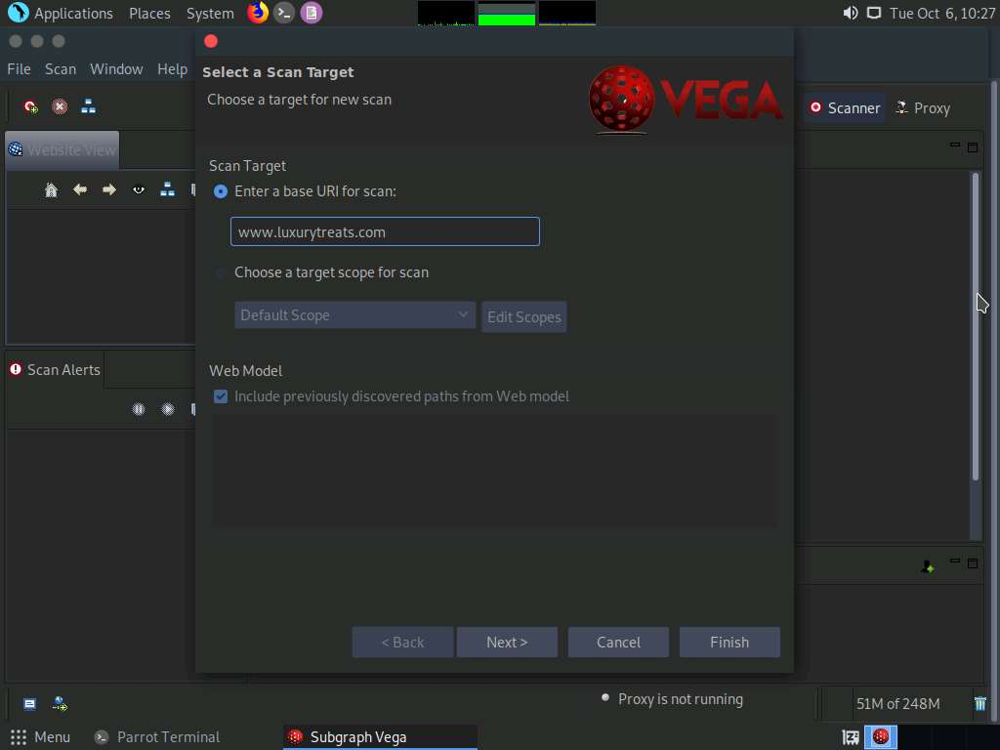 Applications Places System
Tue Oct 6, 10:27
File Scan Window Help
Select a Scan Target
Choose a target for new scan
VEGA
Scanner
Proxy
Website View
Scan Target
Enter a base URI for scan:
www.luxurytreats.com
Choose a target scope for scan
Default Scope
Edit Scopes
Scan Alerts
Web Model
Include previously discovered paths from Web model
< Back
Next >
Cancel
Finish
Proxy is not running
51M of 248M
Menu
Parrot Terminal
Subgraph Vega